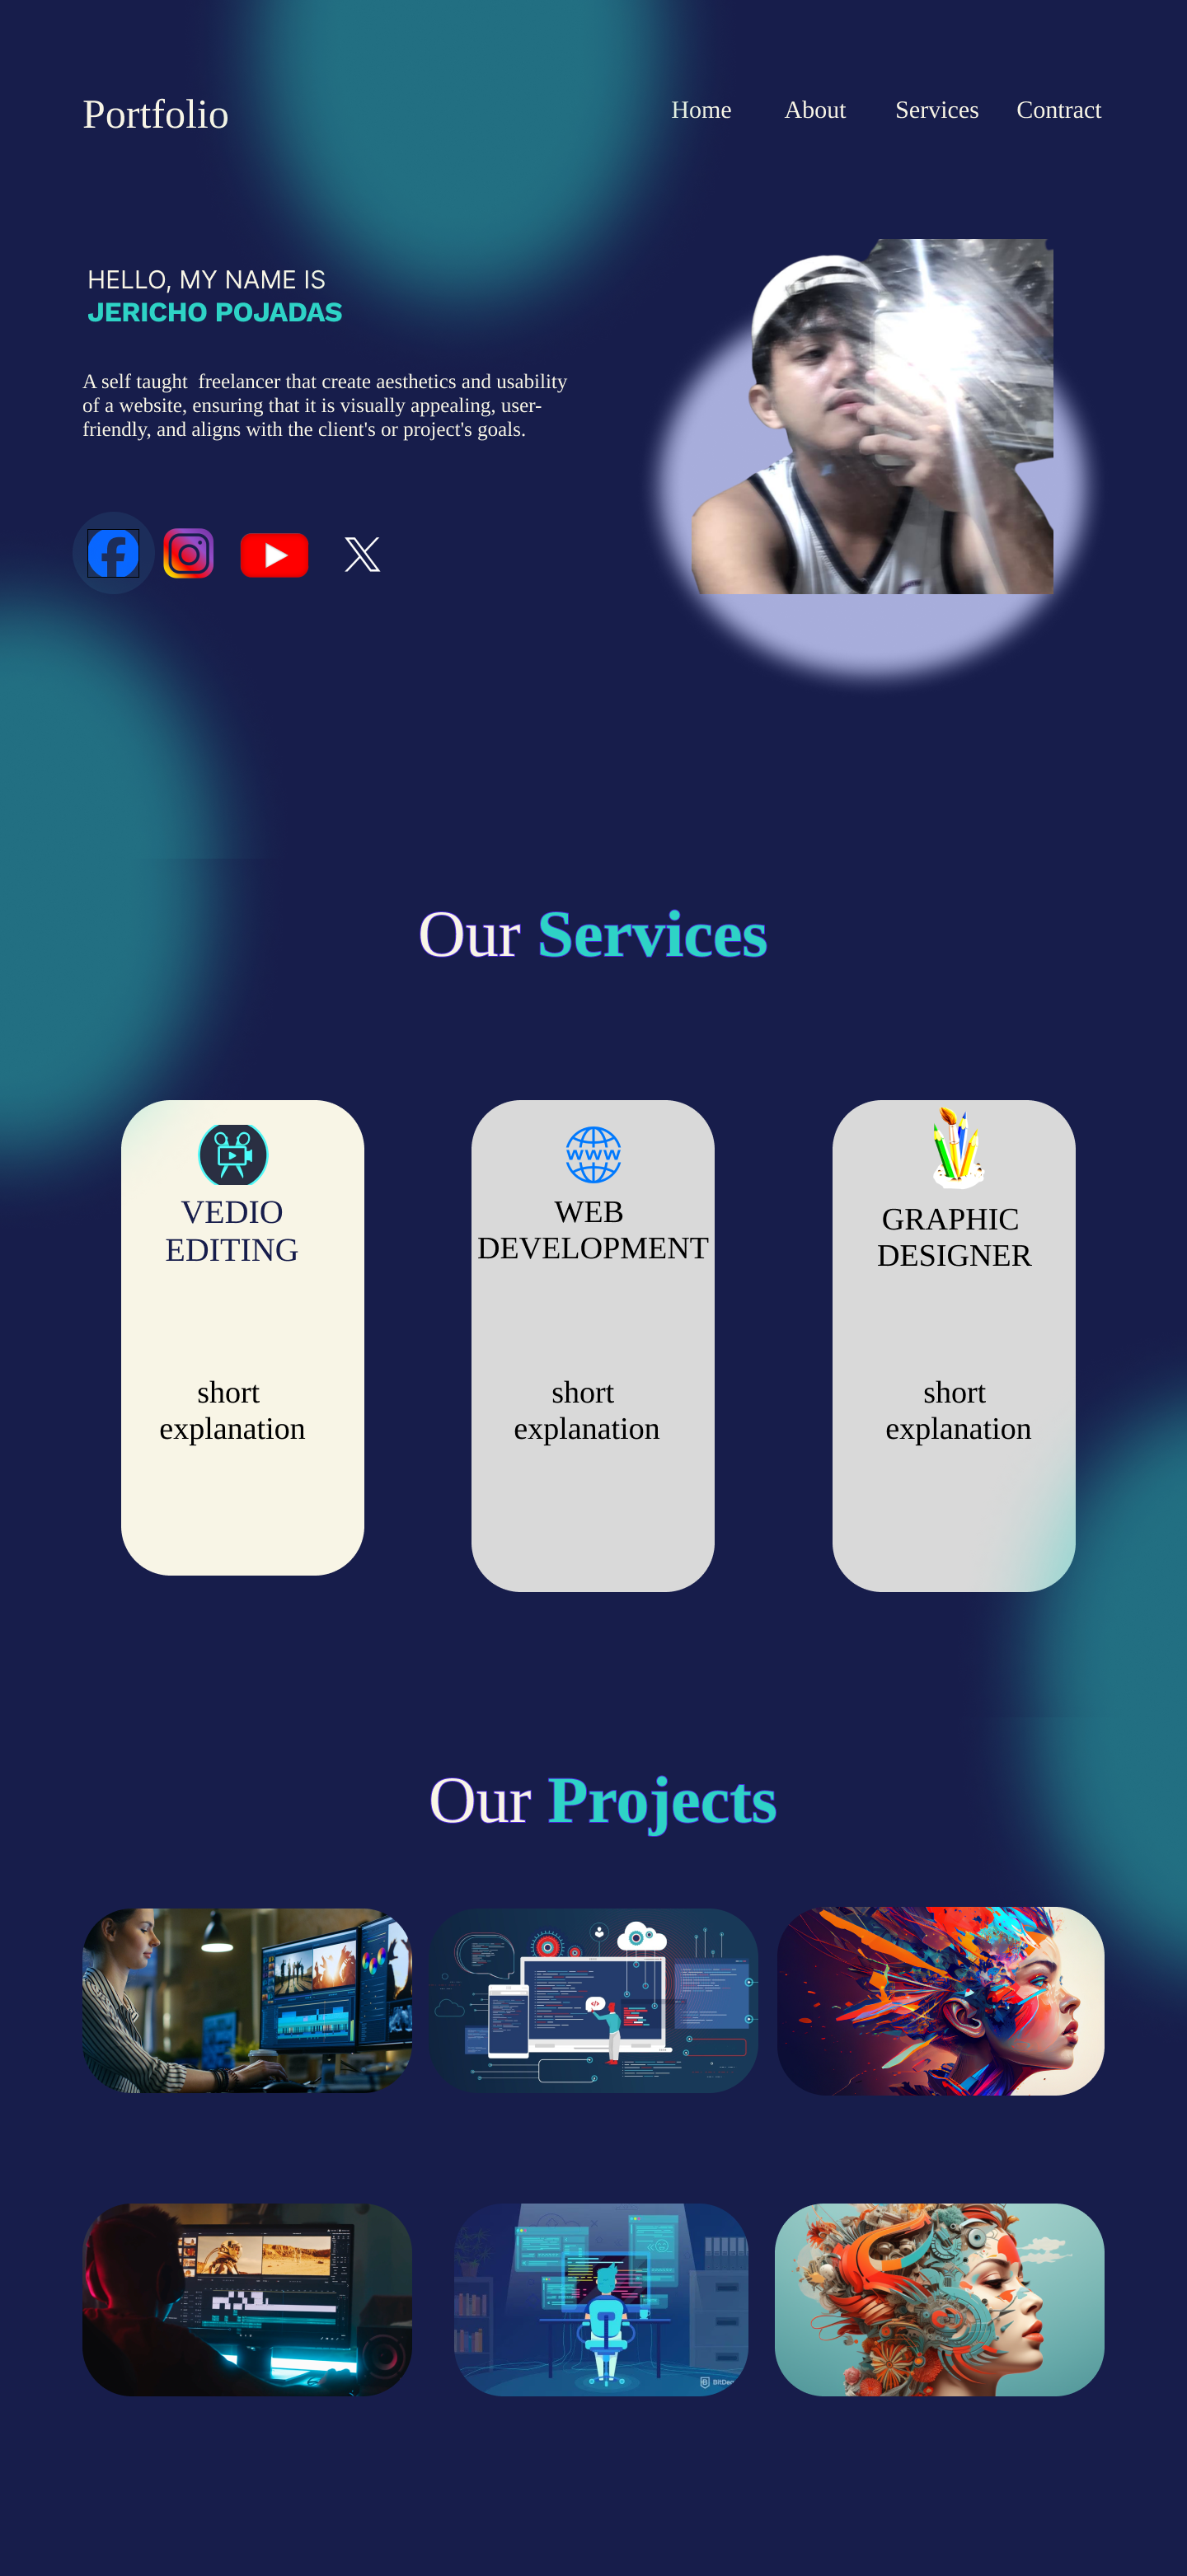 Portfolio
Home About Services Contract
HELLO, MY NAME IS
JERICHO POJADAS
A self taught freelancer that create aesthetics and usability
of a website, ensuring that it is visually appealing, user-
friendly, and aligns with the client's or project's goals.
Our Services
VEDIO
EDITING
WWW
WEB
DEVELOPMENT
GRAPHIC
DESIGNER
short
explanation
short
explanation
short
explanation
Our Projects